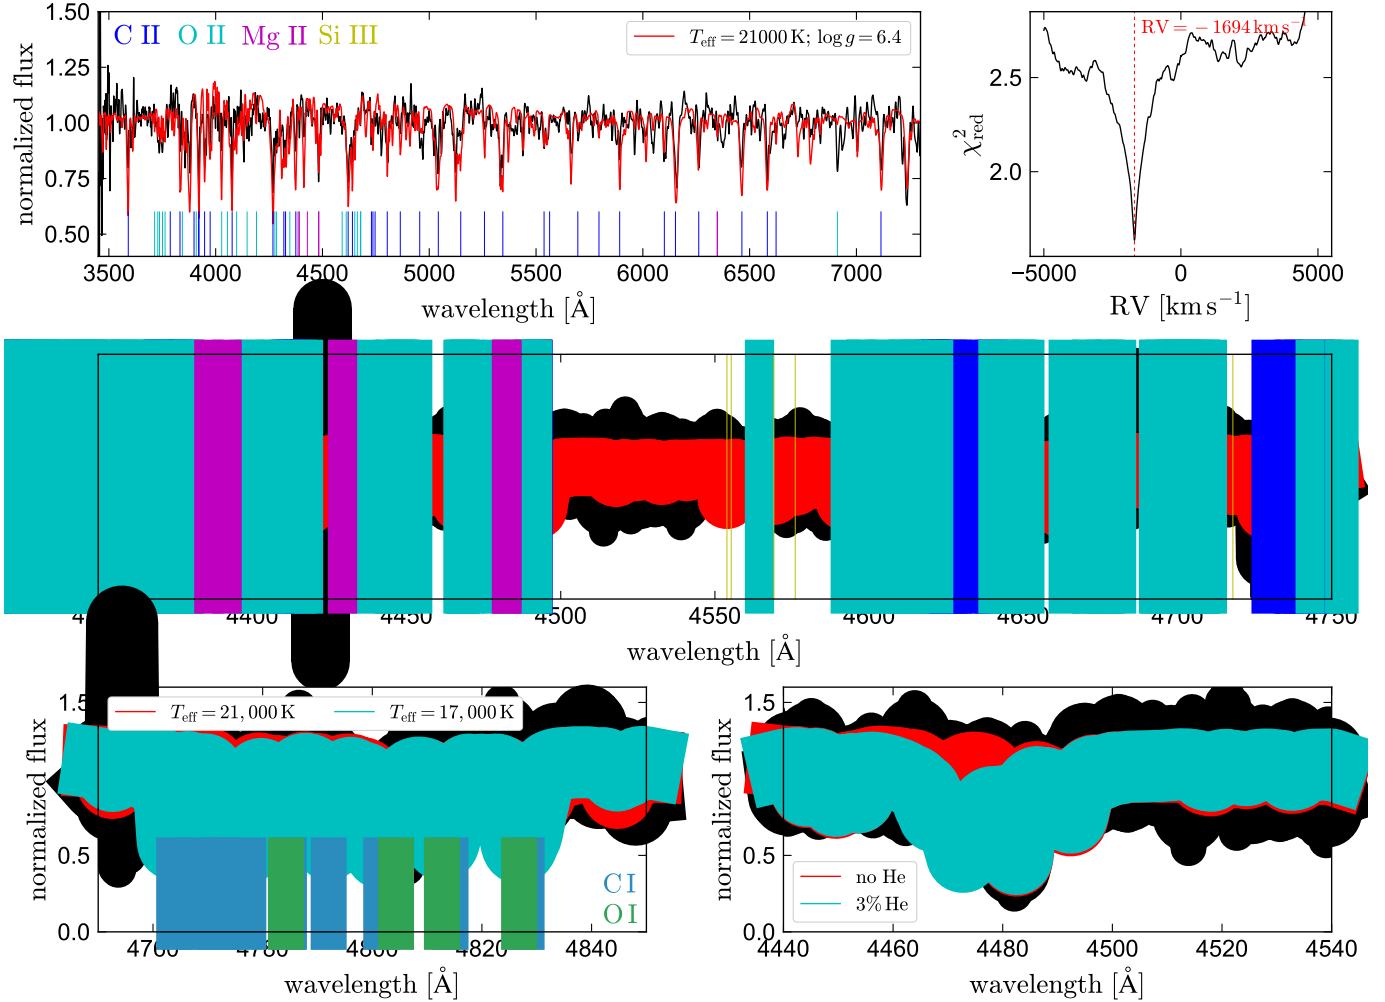 1.50
1.25
1.00
0.75
0.50
normalized flux
C II O II Mg II Si III
T_eff = 21000 K; log g = 6.4
3500 4000 4500 5000 5500 6000 6500 7000
wavelength [Å]
RV = −1694 km s⁻¹
2.5
2.0
χ²_red
−5000 0 5000
RV [km s⁻¹]
4400 4450 4500 4550 4600 4650 4700 4750
wavelength [Å]
1.5
0.5
0.0
normalized flux
T_eff = 21,000 K T_eff = 17,000 K
C I
O I
4760 4780 4800 4820 4840
wavelength [Å]
1.5
0.5
0.0
normalized flux
no He
3% He
4440 4460 4480 4500 4520 4540
wavelength [Å]